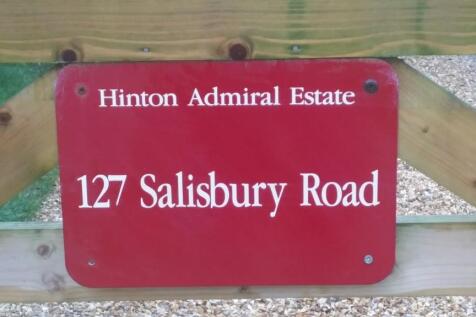 Hinton Admiral Estate
127 Salisbury Road